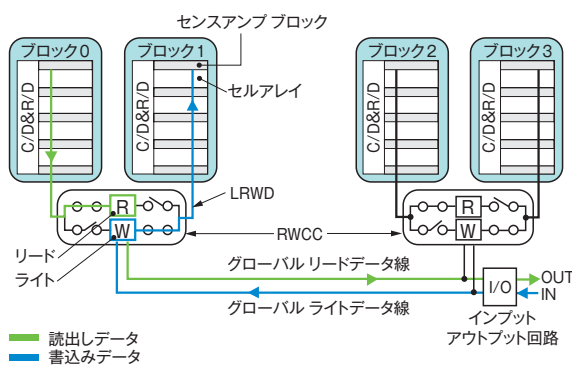 センスアンプ ブロック
ブロック0
ブロック1
ブロック2
ブロック3
C/D&R/D
C/D&R/D
C/D&R/D
C/D&R/D
セルアレイ
LRWD
R
W
R
W
リード
ライト
RWCC
グローバル リードデータ線
グローバル ライトデータ線
I/O
OUT
IN
インプット
アウトプット回路
読出しデータ
書込みデータ